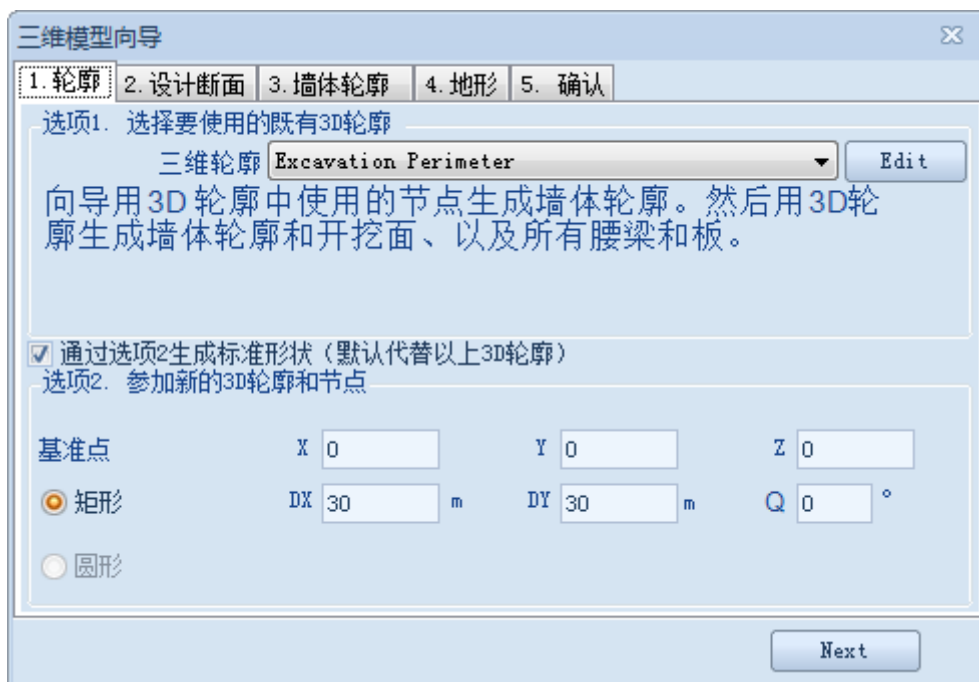 三维模型向导
1.轮廓 2.设计断面 3.墙体轮廓 4.地形 5. 确认
选项1. 选择要使用的既有3D轮廓
三维轮廓 Excavation Perimeter Edit
向导用3D轮廓中使用的节点生成墙体轮廓。然后用3D轮
廓生成墙体轮廓和开挖面、以及所有腰梁和板。
通过选项2生成标准形状（默认代替以上3D轮廓）
选项2. 参加新的3D轮廓和节点
基准点 X 0 Y 0 Z 0
矩形 DX 30 m DY 30 m Q 0 °
圆形
Next